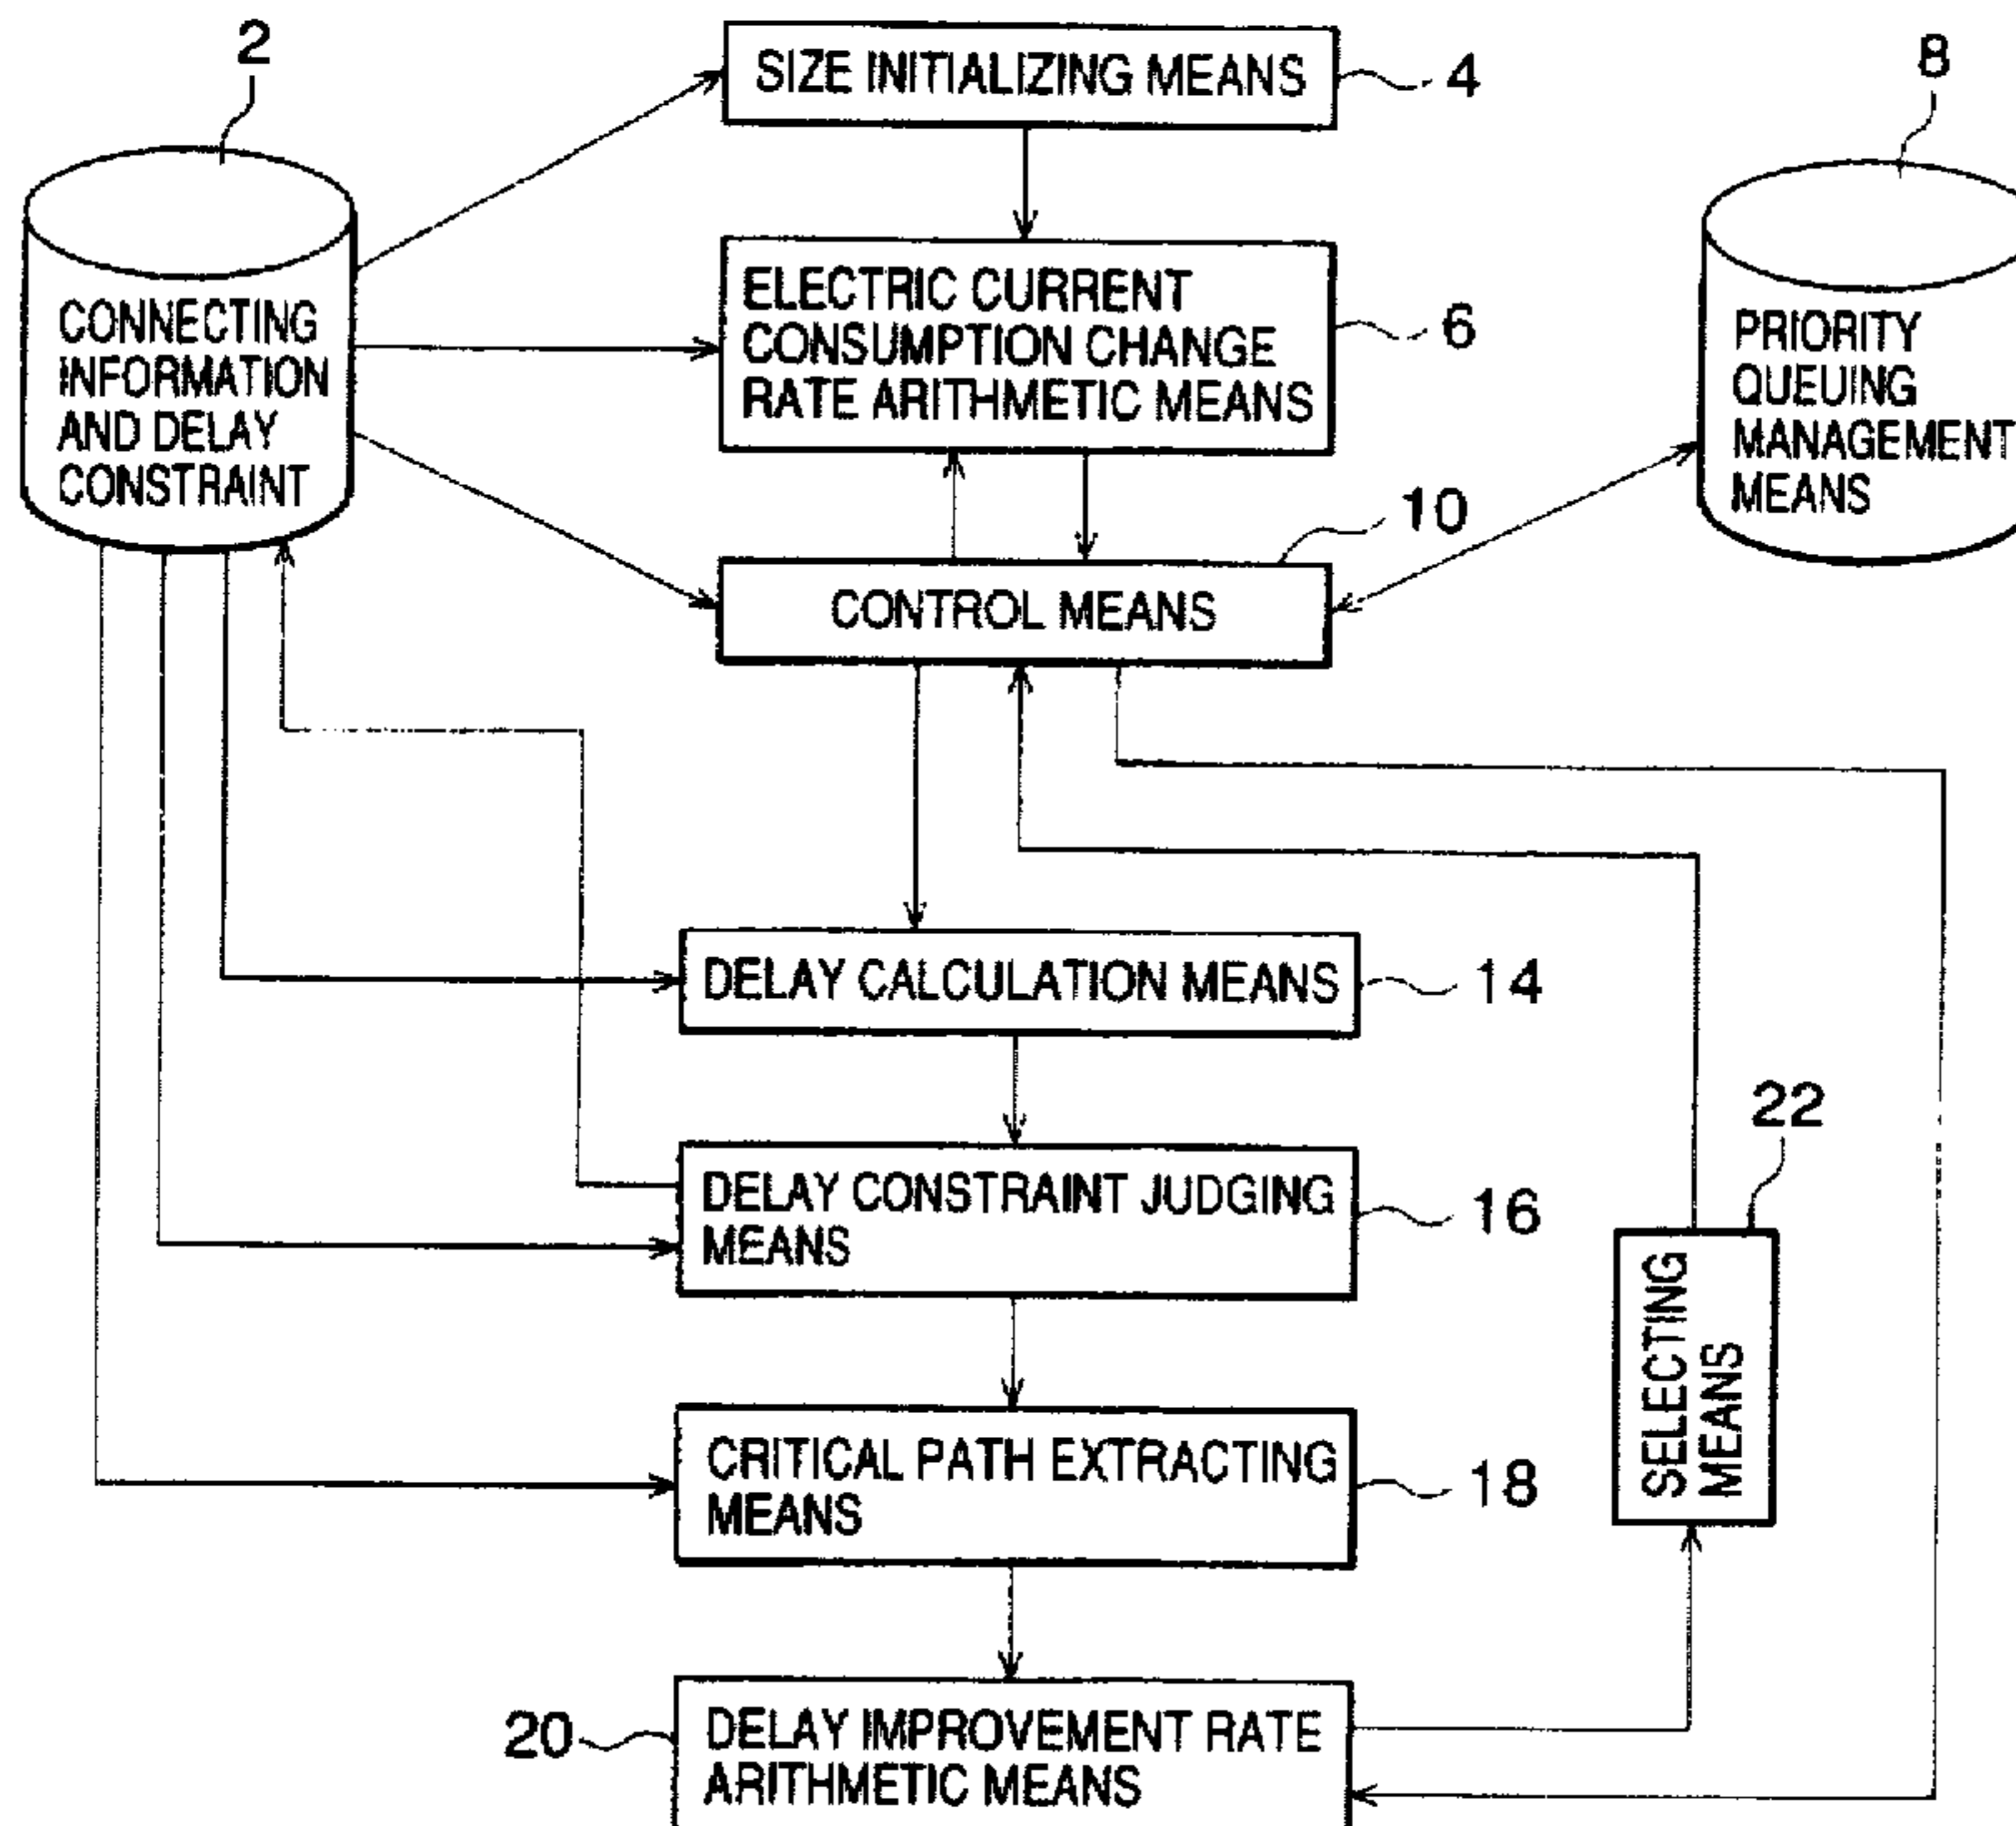 2
SIZE INITIALIZING MEANS
4
8
CONNECTING
INFORMATION
AND DELAY
CONSTRAINT
ELECTRIC CURRENT
CONSUMPTION CHANGE
RATE ARITHMETIC MEANS
6
PRIORITY
QUEUING
MANAGEMENT
MEANS
10
CONTROL MEANS
DELAY CALCULATION MEANS
14
22
DELAY CONSTRAINT JUDGING
MEANS
16
SELECTING
MEANS
CRITICAL PATH EXTRACTING
MEANS
18
20
DELAY IMPROVEMENT RATE
ARITHMETIC MEANS